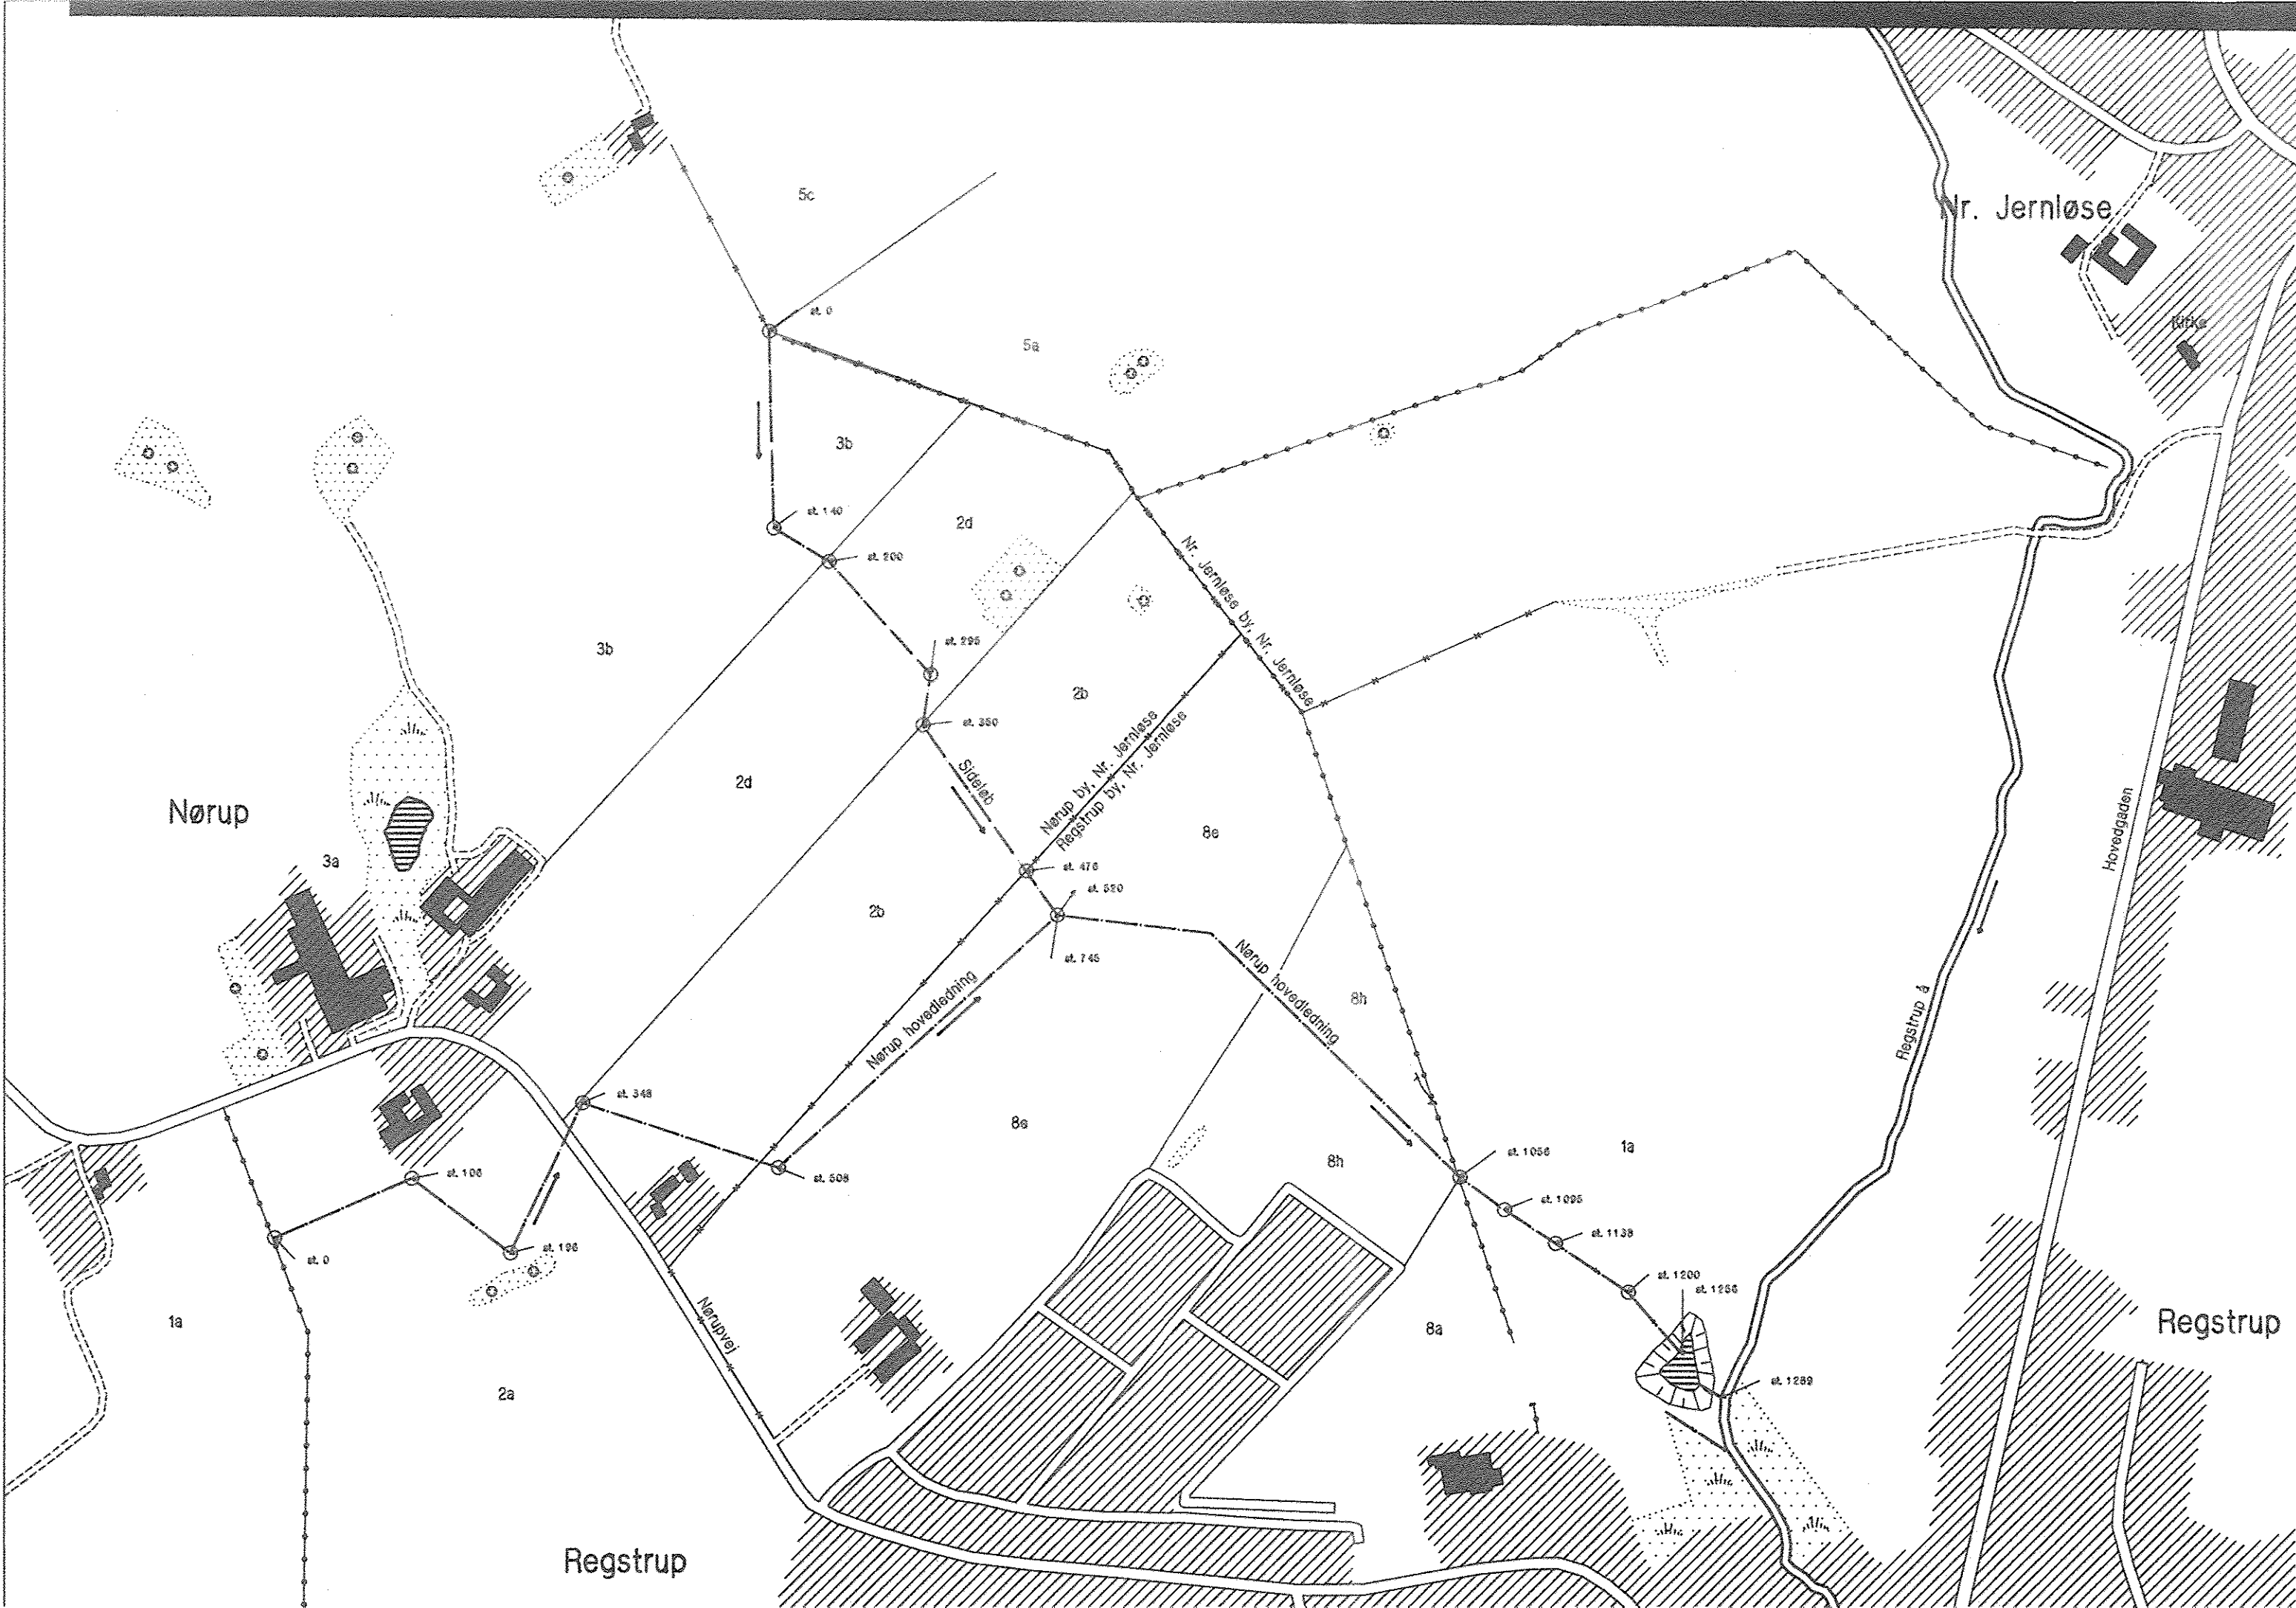 Nr. Jernløse
5c
st. 0
5a
Kirke
3b
st. 140
2d
st. 200
Nr. Jernløse by, Nr. Jernløse
3b
st. 295
2b
st. 350
Sideløb
Nørup by, Nr. Jernløse
Regstrup by, Nr. Jernløse
2d
Nørup
8e
Hovedgaden
3a
st. 476
st. 520
2b
st. 745
Nørup hovedledning
Nørup hovedledning
8h
Regstrup å
st. 348
8e
st. 1056
1a
8h
st. 106
st. 508
st. 1095
st. 1139
st. 196
st. 0
st. 1200
st. 1256
1a
Nørupvej
8a
Regstrup
2a
st. 1289
Regstrup